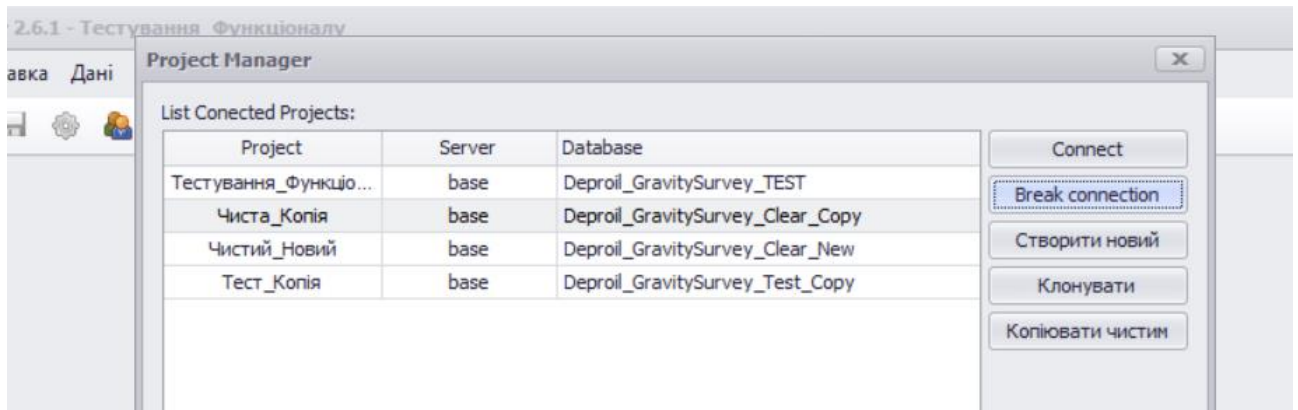 2.6.1 - Тестування_Функціоналу
Project Manager
авка Дані
List Conected Projects:
Project Server Database
Connect
Тестування_Функціо... base Deproil_GravitySurvey_TEST
Break connection
Чиста_Копія base Deproil_GravitySurvey_Clear_Copy
Чистий_Новий base Deproil_GravitySurvey_Clear_New
Створити новий
Тест_Копія base Deproil_GravitySurvey_Test_Copy
Клонувати
Копіювати чистим